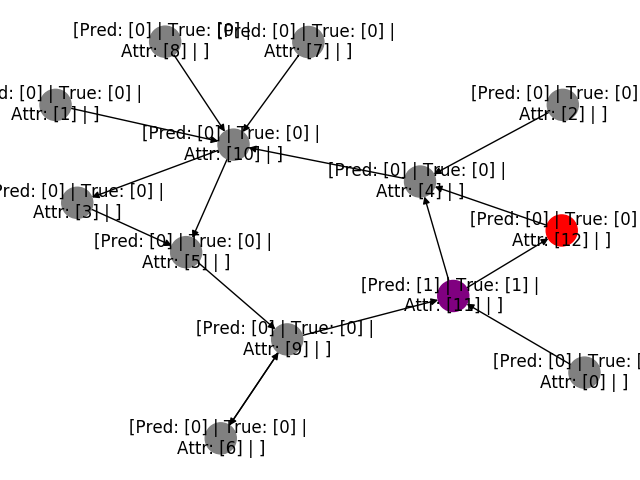 [Pred: [0] | True: [0] |
Attr: [8] | ]
[Pred: [0] | True: [0] |
Attr: [7] | ]
d: [0] | True: [0] |
Attr: [1] | ]
[Pred: [0] | True: [0]
Attr: [2] | ]
[Pred: [0] | True: [0] |
Attr: [10] | ]
[Pred: [0] | True: [0] |
Attr: [4] | ]
Pred: [0] | True: [0] |
Attr: [3] | ]
[Pred: [0] | True: [0]
Attr: [12] | ]
[Pred: [0] | True: [0] |
Attr: [5] | ]
[Pred: [1] | True: [1] |
Attr: [11] | ]
[Pred: [0] | True: [0] |
Attr: [9] | ]
[Pred: [0] | True: [
Attr: [0] | ]
[Pred: [0] | True: [0] |
Attr: [6] | ]